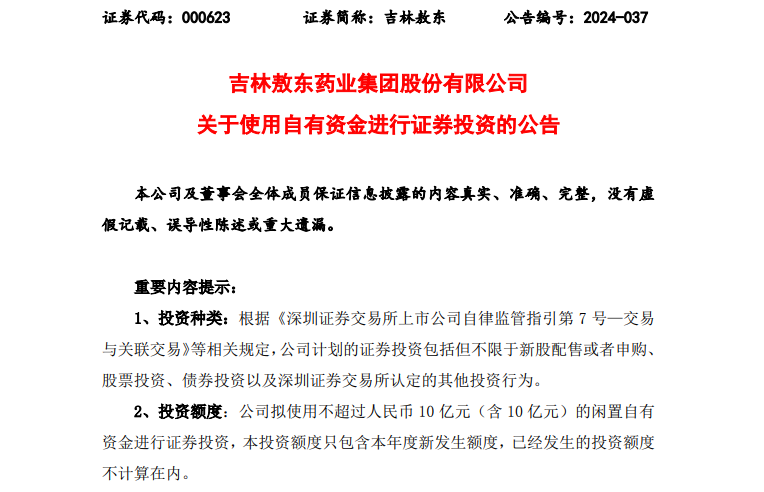 证券代码：000623 证券简称：吉林敖东 公告编号：2024-037
吉林敖东药业集团股份有限公司
关于使用自有资金进行证券投资的公告
本公司及董事会全体成员保证信息披露的内容真实、准确、完整，没有虚
假记载、误导性陈述或重大遗漏。
重要内容提示：
1、投资种类：根据《深圳证券交易所上市公司自律监管指引第 7 号—交易
与关联交易》等相关规定，公司计划的证券投资包括但不限于新股配售或者申购、
股票投资、债券投资以及深圳证券交易所认定的其他投资行为。
2、投资额度：公司拟使用不超过人民币 10 亿元（含 10 亿元）的闲置自有
资金进行证券投资，本投资额度只包含本年度新发生额度，已经发生的投资额度
不计算在内。